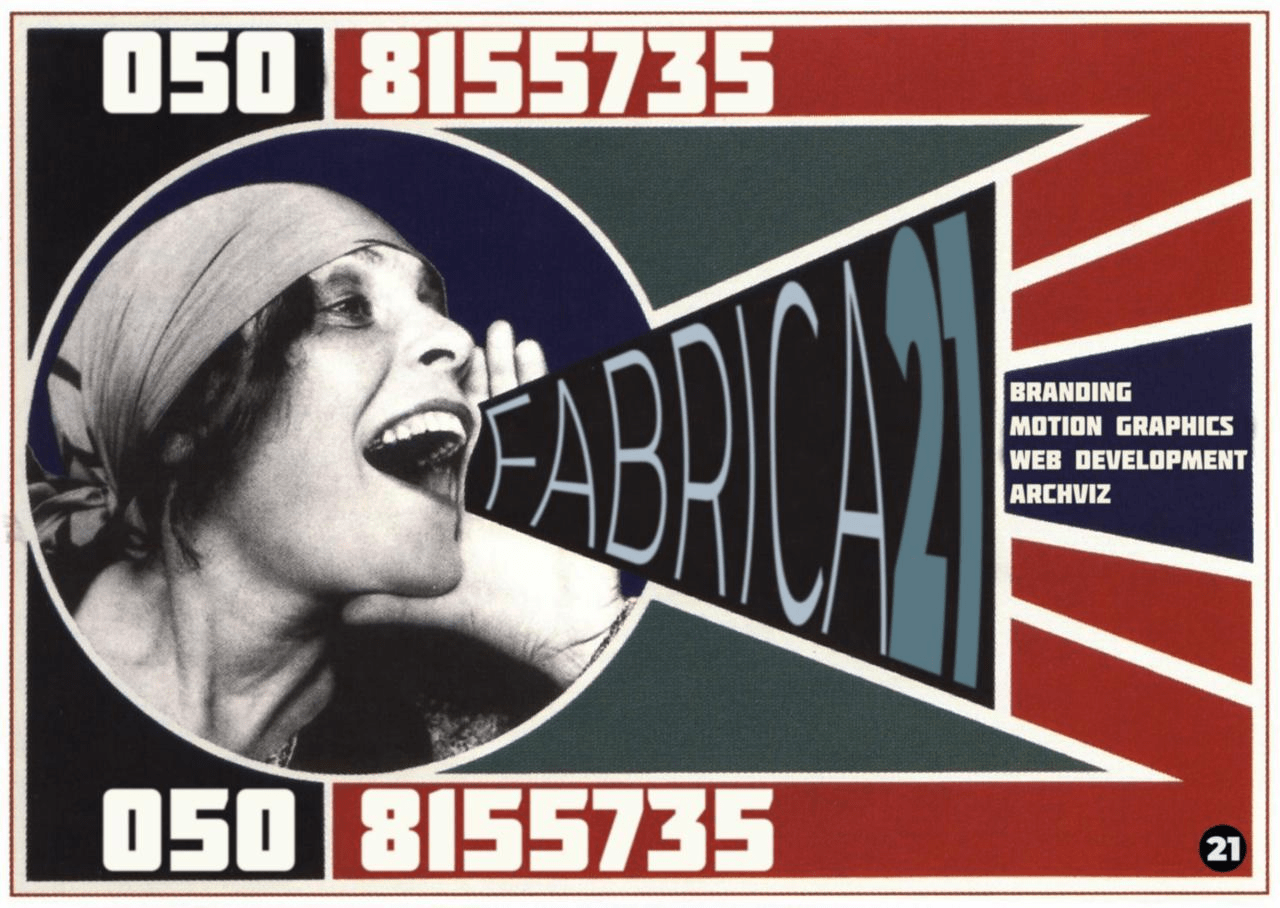 050 8155735
FABRICA21
BRANDING
MOTION GRAPHICS
WEB DEVELOPMENT
ARCHVIZ
050 8155735
21